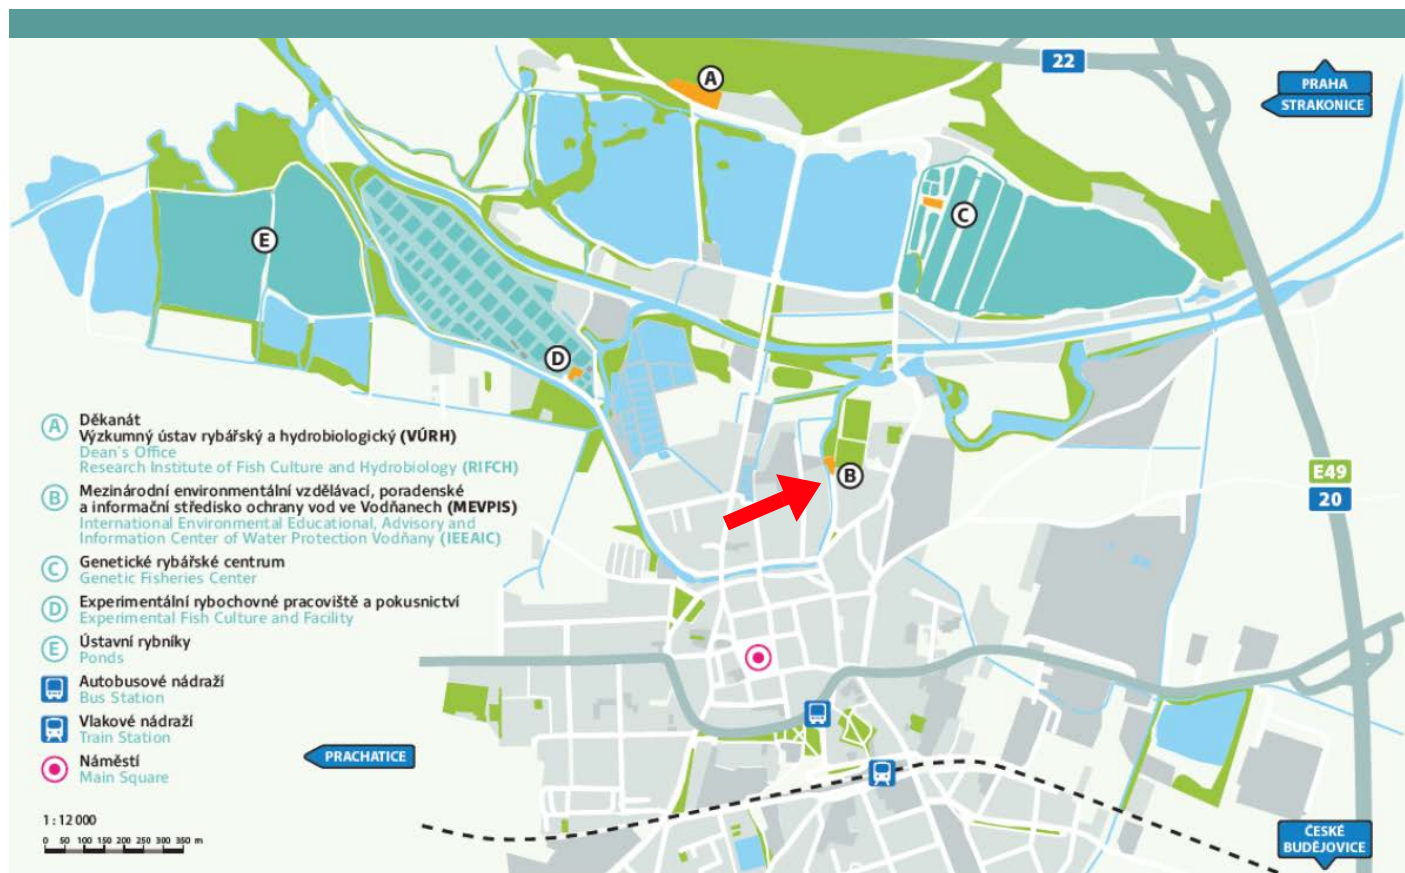 A
22
PRAHA
STRAKONICE
C
E
D
B
E49
20
A
Děkanát
Výzkumný ústav rybářský a hydrobiologický (VÚRH)
Dean´s Office
Research Institute of Fish Culture and Hydrobiology (RIFCH)
B
Mezinárodní environmentální vzdělávací, poradenské
a informační středisko ochrany vod ve Vodňanech (MEVPIS)
International Environmental Educational, Advisory and
Information Center of Water Protection Vodňany (IEEAIC)
C
Genetické rybářské centrum
Genetic Fisheries Center
D
Experimentální rybochovné pracoviště a pokusnictví
Experimental Fish Culture and Facility
E
Ústavní rybníky
Ponds
Autobusové nádraží
Bus Station
Vlakové nádraží
Train Station
Náměstí
Main Square
PRACHATICE
1 : 12 000
0 50 100 150 200 250 300 350 m
ČESKÉ
BUDĚJOVICE